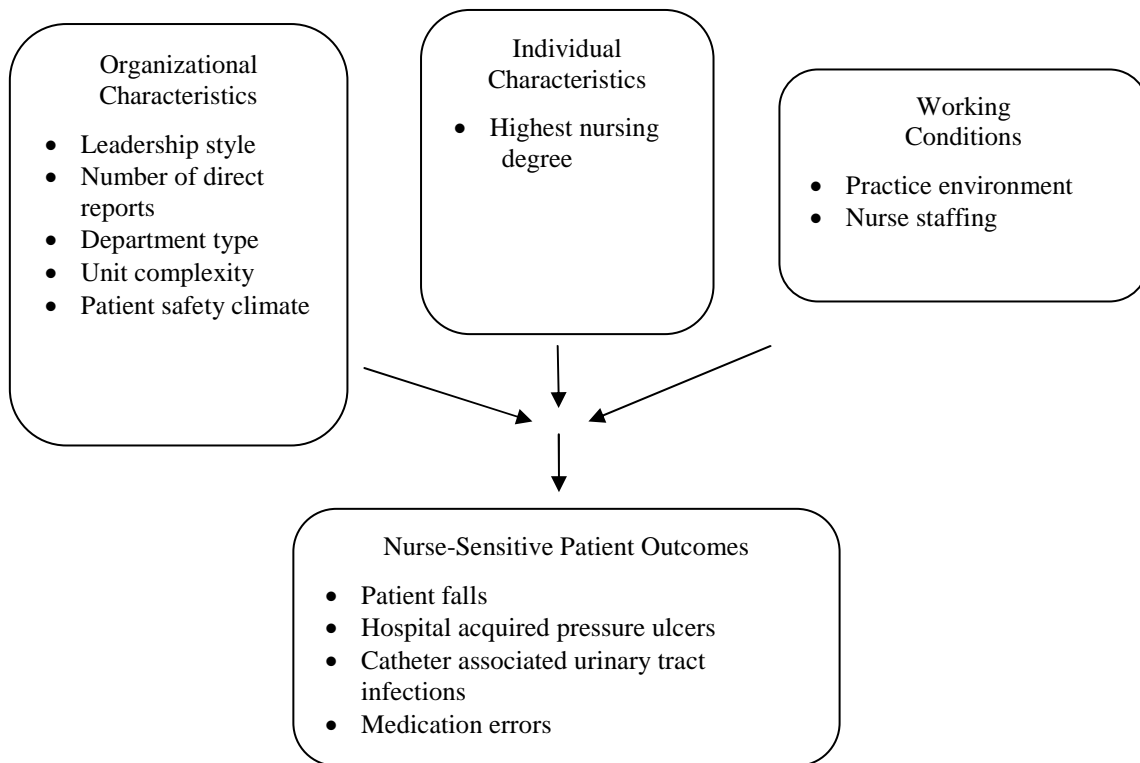 Organizational
Characteristics
• Leadership style
• Number of direct
reports
• Department type
• Unit complexity
• Patient safety climate
Individual
Characteristics
• Highest nursing
degree
Working
Conditions
• Practice environment
• Nurse staffing
Nurse-Sensitive Patient Outcomes
• Patient falls
• Hospital acquired pressure ulcers
• Catheter associated urinary tract
infections
• Medication errors